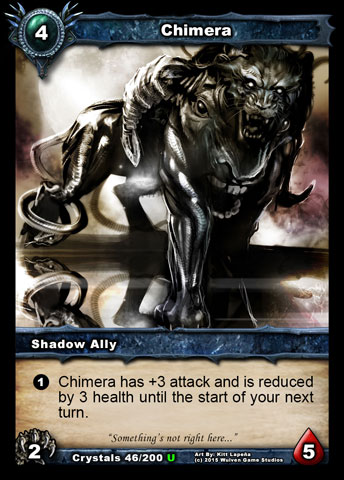 4
Chimera
Shadow Ally
1 Chimera has +3 attack and is reduced
by 3 health until the start of your next
turn.
"Something's not right here..."
2
Crystals 46/200 U
Art By: Kitt Lapeña
(c) 2015 Wulven Game Studios
5